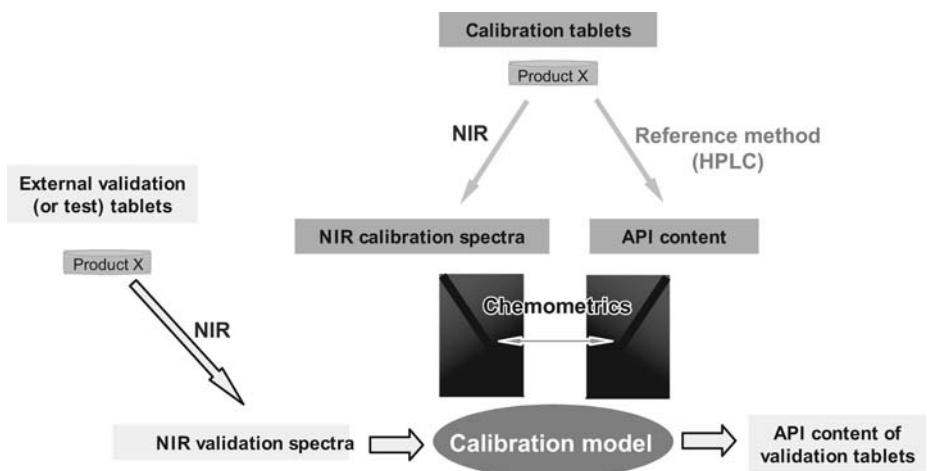 Calibration tablets
Product X
NIR
Reference method
(HPLC)
External validation
(or test) tablets
NIR calibration spectra
API content
Product X
Chemometrics
NIR
NIR validation spectra
Calibration model
API content of
validation tablets